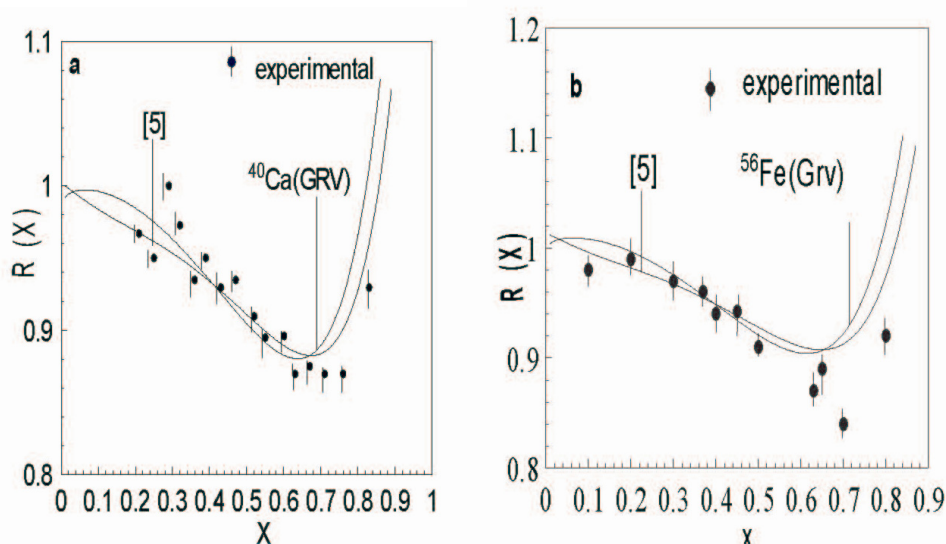 1.1
a
experimental
[5]
⁴⁰Ca(GRV)
1
R (X)
0.9
0.8
0 0.1 0.2 0.3 0.4 0.5 0.6 0.7 0.8 0.9 1
X
1.2
b
experimental
1.1
[5]
⁵⁶Fe(Grv)
1
R (X)
0.9
0.8
0 0.1 0.2 0.3 0.4 0.5 0.6 0.7 0.8 0.9
x